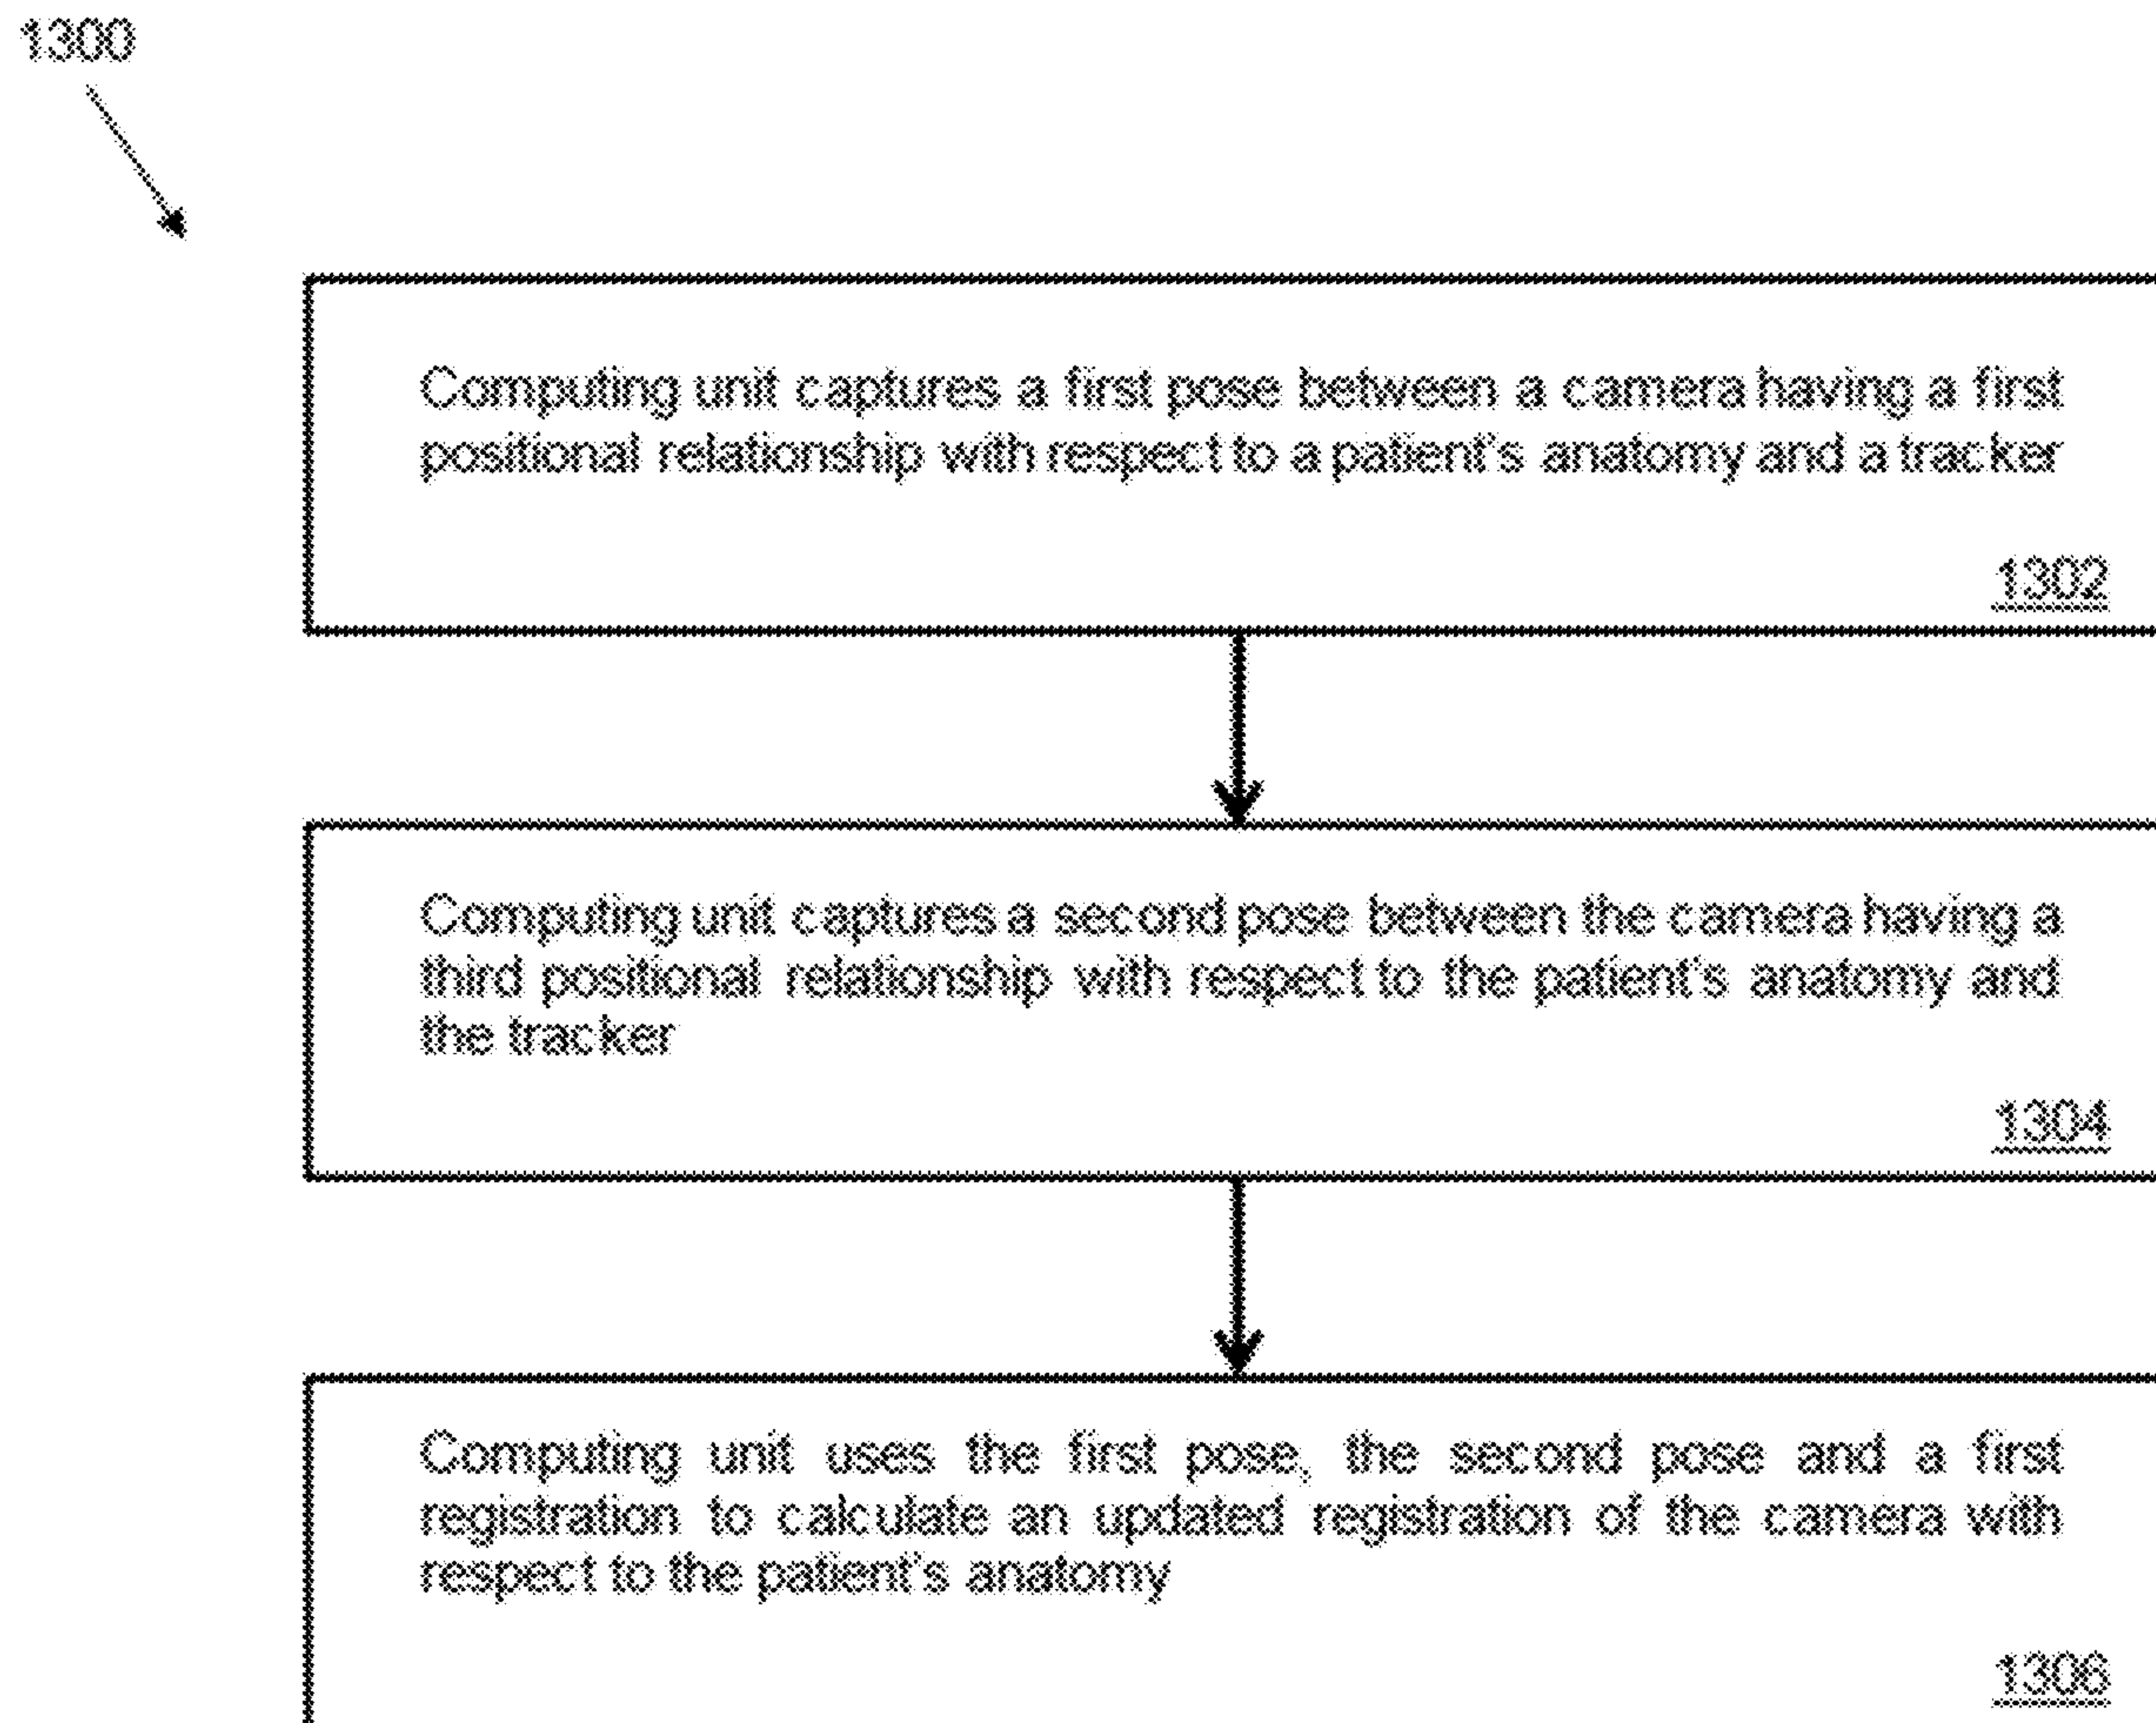 1300
Computing unit captures a first pose between a camera having a first
positional relationship with respect to a patient's anatomy and a tracker
1302
Computing unit captures a second pose between the camera having a
third positional relationship with respect to the patient's anatomy and
the tracker
1304
Computing unit uses the first pose, the second pose and a first
registration to calculate an updated registration of the camera with
respect to the patient's anatomy
1306